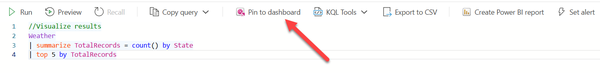 Run Preview Recall Copy query Pin to dashboard KQL Tools Export to CSV Create Power BI report Set alert
1 //Visualize results
2 Weather
3 | summarize TotalRecords = count() by State
4 | top 5 by TotalRecords